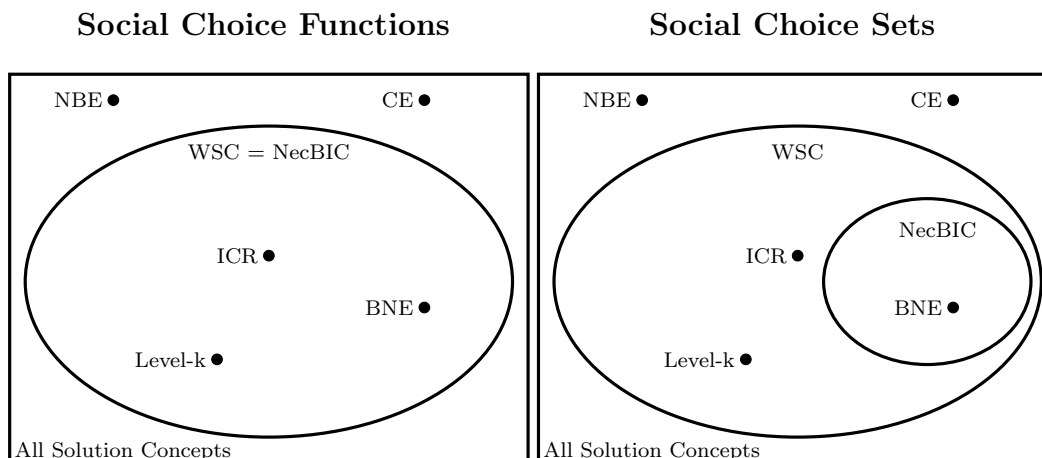 Social Choice Functions
NBE
CE
WSC = NecBIC
ICR
BNE
Level-k
All Solution Concepts
Social Choice Sets
NBE
CE
WSC
NecBIC
ICR
BNE
Level-k
All Solution Concepts